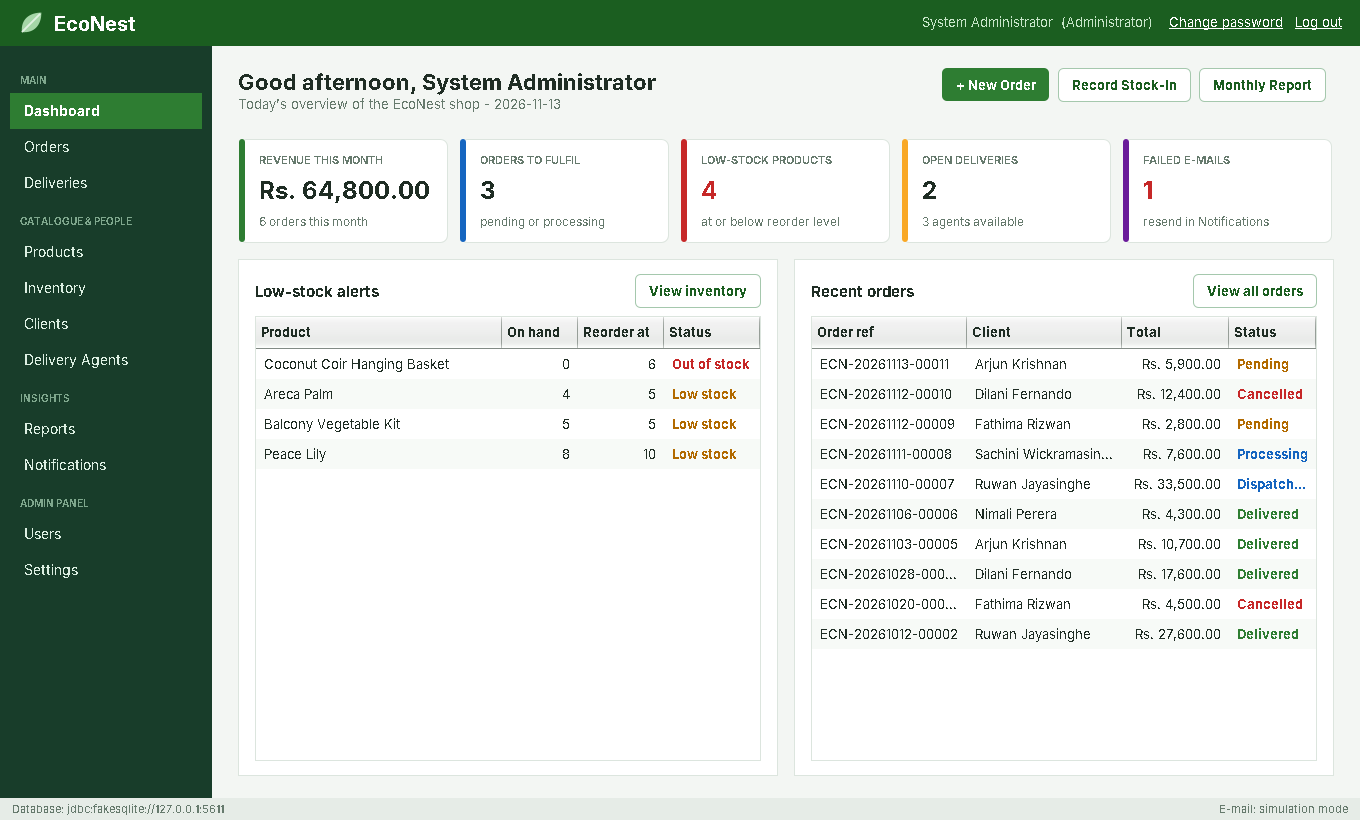 EcoNest
System Administrator (Administrator) Change password Log out
MAIN
Dashboard
Orders
Deliveries
CATALOGUE & PEOPLE
Products
Inventory
Clients
Delivery Agents
INSIGHTS
Reports
Notifications
ADMIN PANEL
Users
Settings
Good afternoon, System Administrator
Today's overview of the EcoNest shop - 2026-11-13
+ New Order
Record Stock-In
Monthly Report
REVENUE THIS MONTH
Rs. 64,800.00
6 orders this month
ORDERS TO FULFIL
3
pending or processing
LOW-STOCK PRODUCTS
4
at or below reorder level
OPEN DELIVERIES
2
3 agents available
FAILED E-MAILS
1
resend in Notifications
Low-stock alerts
View inventory
Product On hand Reorder at Status
Coconut Coir Hanging Basket 0 6 Out of stock
Areca Palm 4 5 Low stock
Balcony Vegetable Kit 5 5 Low stock
Peace Lily 8 10 Low stock
Recent orders
View all orders
Order ref Client Total Status
ECN-20261113-00011 Arjun Krishnan Rs. 5,900.00 Pending
ECN-20261112-00010 Dilani Fernando Rs. 12,400.00 Cancelled
ECN-20261112-00009 Fathima Rizwan Rs. 2,800.00 Pending
ECN-20261111-00008 Sachini Wickramasin... Rs. 7,600.00 Processing
ECN-20261110-00007 Ruwan Jayasinghe Rs. 33,500.00 Dispatch...
ECN-20261106-00006 Nimali Perera Rs. 4,300.00 Delivered
ECN-20261103-00005 Arjun Krishnan Rs. 10,700.00 Delivered
ECN-20261028-000... Dilani Fernando Rs. 17,600.00 Delivered
ECN-20261020-000... Fathima Rizwan Rs. 4,500.00 Cancelled
ECN-20261012-00002 Ruwan Jayasinghe Rs. 27,600.00 Delivered
Database: jdbc:fakesqlite://127.0.0.1:5611
E-mail: simulation mode